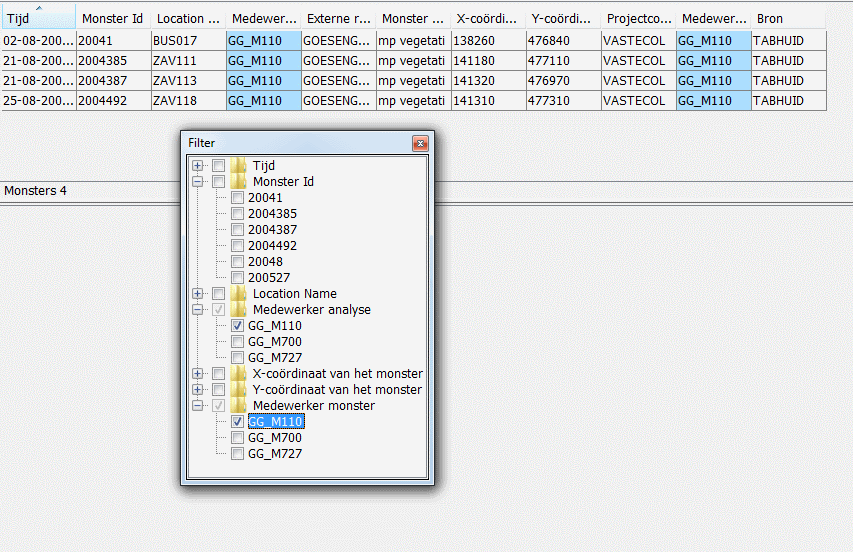 Tijd Monster Id Location ... Medewer... Externe r... Monster ... X-coördi... Y-coördi... Projectco... Medewer... Bron
02-08-200... 20041 BUS017 GG_M110 GOESENG... mp vegetati 138260 476840 VASTECOL GG_M110 TABHUID
21-08-200... 2004385 ZAV111 GG_M110 GOESENG... mp vegetati 141180 477110 VASTECOL GG_M110 TABHUID
21-08-200... 2004387 ZAV113 GG_M110 GOESENG... mp vegetati 141320 476970 VASTECOL GG_M110 TABHUID
25-08-200... 2004492 ZAV118 GG_M110 GOESENG... mp vegetati 141310 477310 VASTECOL GG_M110 TABHUID
Monsters 4
Filter
Tijd
Monster Id
20041
2004385
2004387
2004492
20048
200527
Location Name
Medewerker analyse
GG_M110
GG_M700
GG_M727
X-coördinaat van het monster
Y-coördinaat van het monster
Medewerker monster
GG_M110
GG_M700
GG_M727